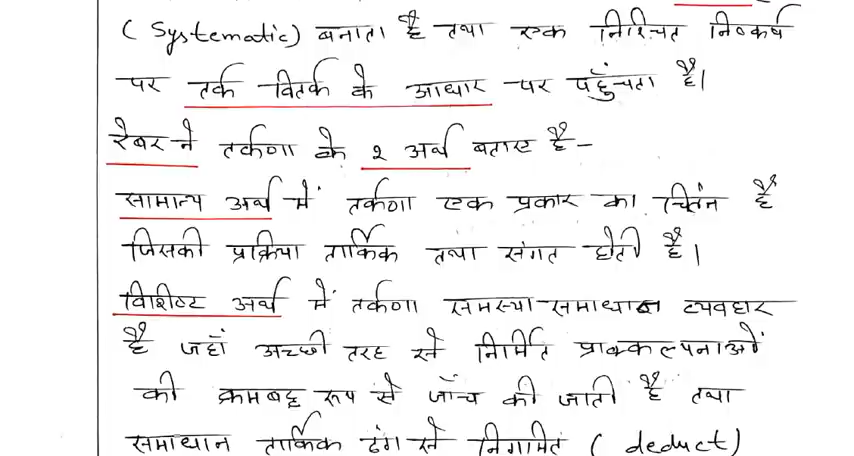 (Systematic) बनाता है तथा एक निश्चित निष्कर्ष
पर तर्क वितर्क के आधार पर पहुँचता है।
रेबर ने तर्कणा के २ अर्थ बताए है–
सामान्य अर्थ में तर्कणा एक प्रकार का चिंतन है
जिसकी प्रक्रिया तार्किक तथा संगत होती है।
विशिष्ट अर्थ में तर्कणा समस्या-समाधान व्यवहार
है जहाँ अच्छी तरह से निर्मित प्राक्कल्पनाओं
की क्रमबद्ध रूप से जाँच की जाती है तथा
समाधान तार्किक ढंग से निगमित (deduct)